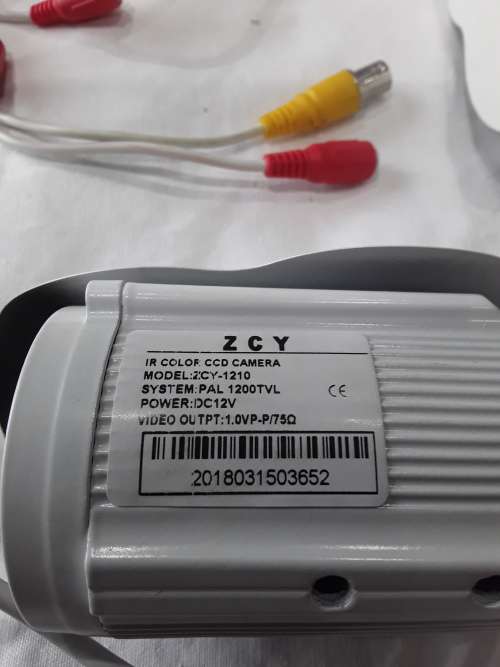 Z C Y
IR COLOR CCD CAMERA
MODEL:ZCY-1210
SYSTEM:PAL 1200TVL
CE
POWER:DC12V
VIDEO OUTPT:1.0VP-P/75Ω
2018031503652